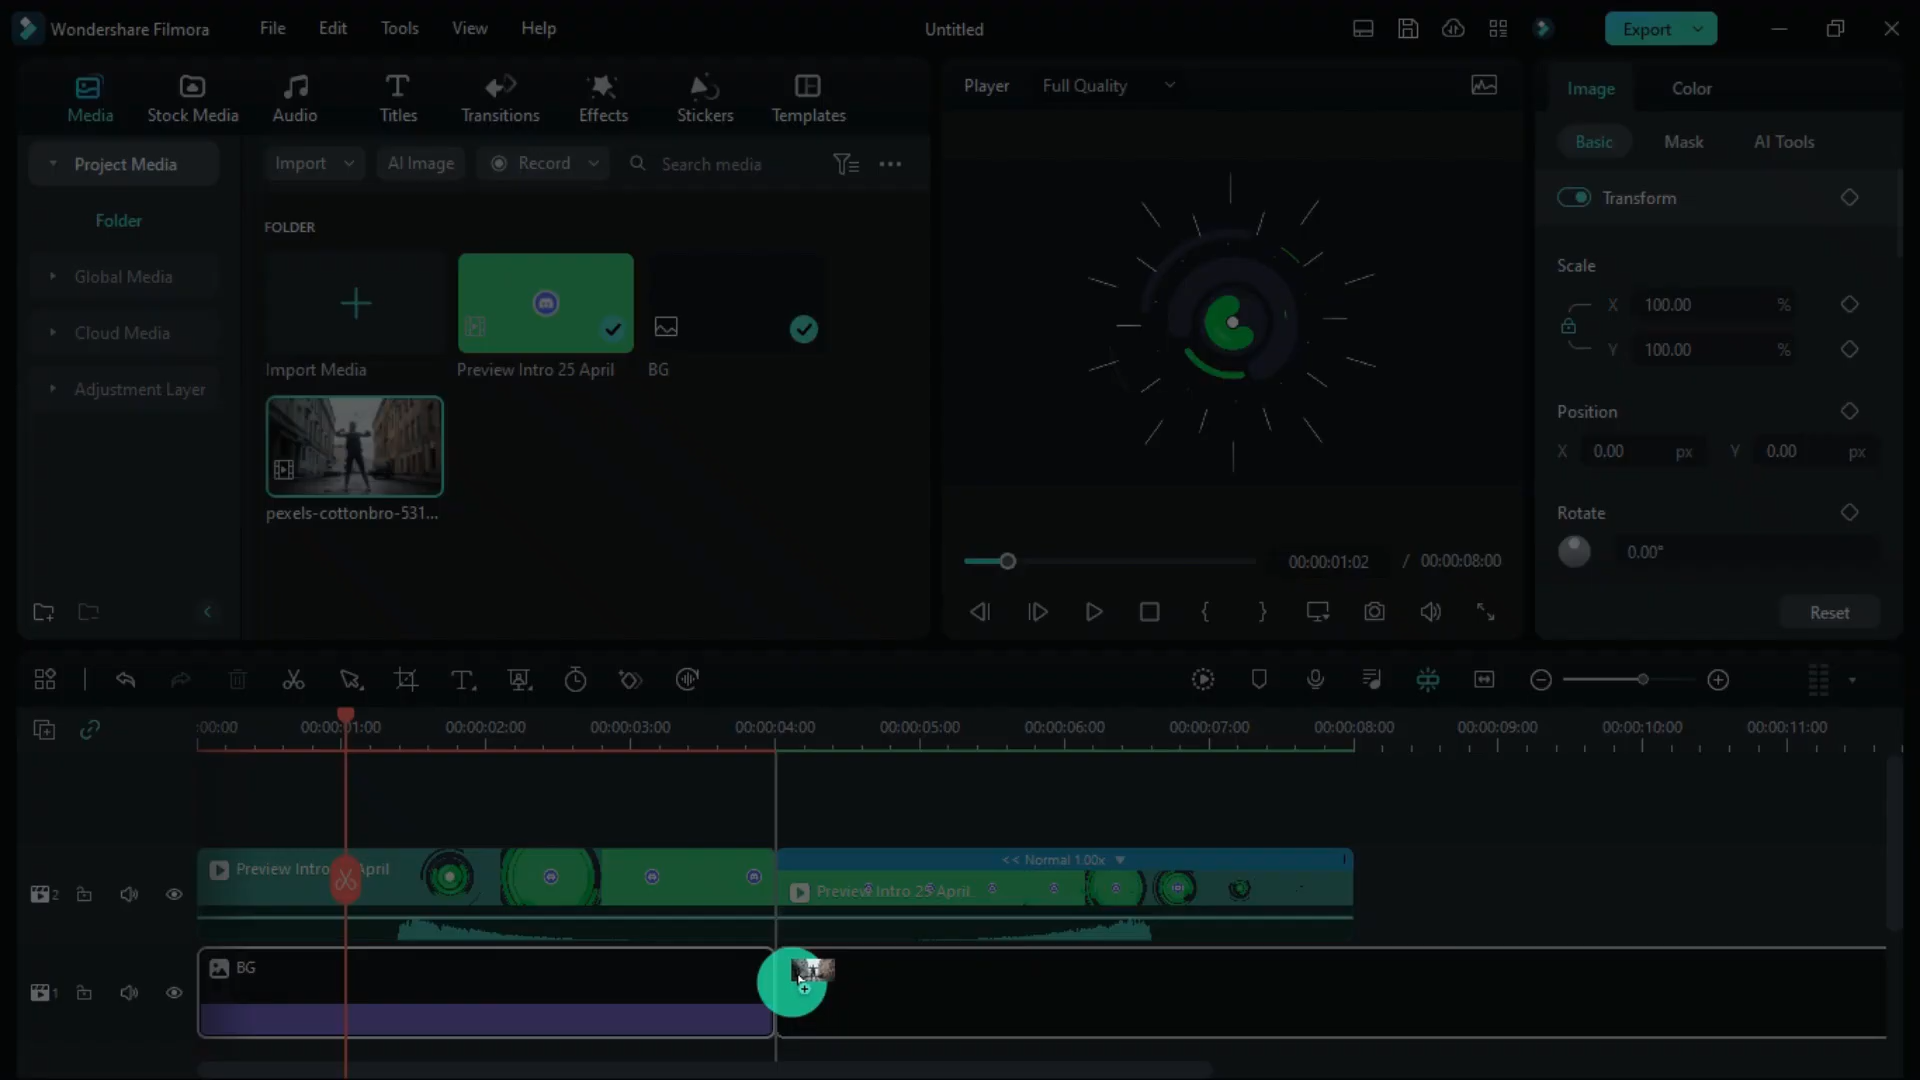 Wondershare Filmora
File
Edit
Tools
View
Help
Untitled
Export
Media
Stock Media
Audio
Titles
Transitions
Effects
Stickers
Templates
Player
Full Quality
Image
Color
Project Media
Import
AI Image
Record
Search media
Basic
Mask
AI Tools
Folder
FOLDER
Transform
Global Media
Scale
X
100.00
%
Cloud Media
Y
100.00
%
Import Media
Preview Intro 25 April
BG
Adjustment Layer
Position
X
0.00
px
Y
0.00
px
pexels-cottonbro-531...
Rotate
0.00°
00:00:01:02
/
00:00:08:00
Reset
:00:00
00:00:01:00
00:00:02:00
00:00:03:00
00:00:04:00
00:00:05:00
00:00:06:00
00:00:07:00
00:00:08:00
00:00:09:00
00:00:10:00
00:00:11:00
<< Normal 1.00x
Preview Intro April
Preview Intro 25 April
2
BG
1